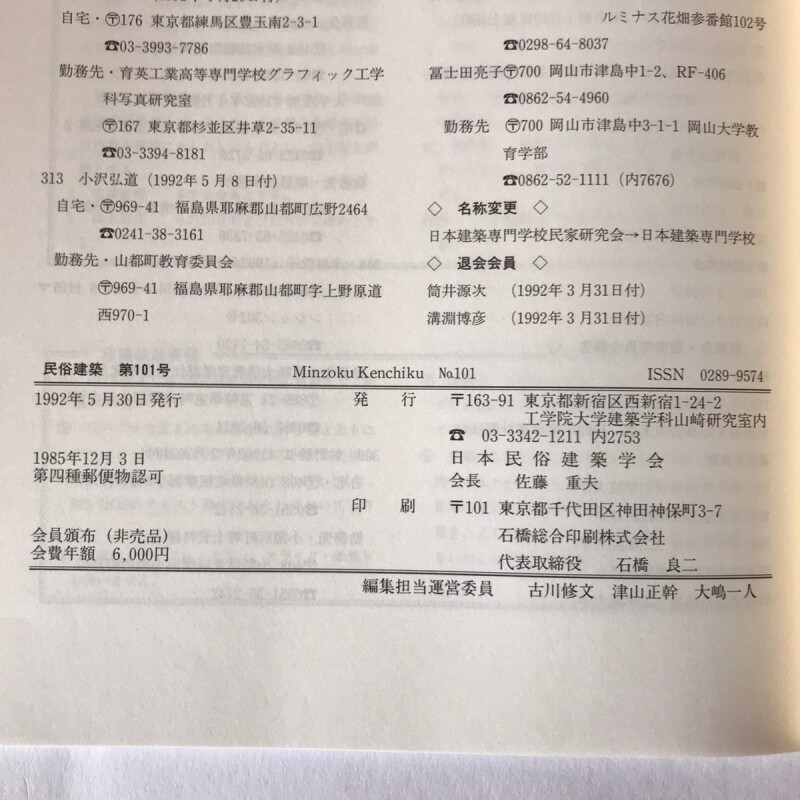 自宅・〒176 東京都練馬区豊玉南2-3-1
☎03-3993-7786
勤務先・育英工業高等専門学校グラフィック工学
科写真研究室
〒167 東京都杉並区井草2-35-11
☎03-3394-8181
313 小沢弘道(1992年5月8日付)
自宅・〒969-41 福島県耶麻郡山都町広野2464
☎0241-38-3161
勤務先・山都町教育委員会
〒969-41 福島県耶麻郡山都町字上野原道
西970-1
ルミナス花畑参番館102号
☎0298-64-8037
冨士田亮子〒700 岡山市津島中1-2、RF-406
☎0862-54-4960
勤務先 〒700 岡山市津島中3-1-1 岡山大学教
育学部
☎0862-52-1111(内7676)
◇ 名称変更 ◇
日本建築専門学校民家研究会→日本建築専門学校
◇ 退会会員 ◇
筒井源次 (1992年3月31日付)
溝淵博彦 (1992年3月31日付)
民俗建築 第101号 Minzoku Kenchiku No.101 ISSN 0289-9574
1992年5月30日発行 発行 〒163-91 東京都新宿区西新宿1-24-2
工学院大学建築学科山崎研究室内
☎ 03-3342-1211 内2753
1985年12月3日 日本民俗建築学会
第四種郵便物認可 会長 佐藤 重夫
印刷 〒101 東京都千代田区神田神保町3-7
会員頒布(非売品) 石橋総合印刷株式会社
会費年額 6,000円 代表取締役 石橋 良二
編集担当運営委員 古川修文 津山正幹 大嶋一人